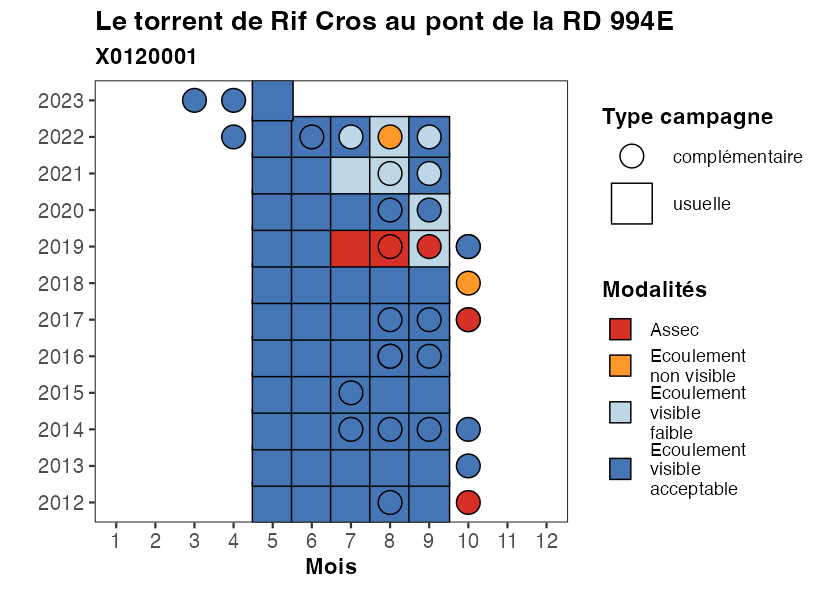 Le torrent de Rif Cros au pont de la RD 994E
X0120001
2023
2022
2021
2020
2019
2018
2017
2016
2015
2014
2013
2012
1 2 3 4 5 6 7 8 9 10 11 12
Mois
Type campagne
complémentaire
usuelle
Modalités
Assec
Ecoulement
non visible
Ecoulement
visible
faible
Ecoulement
visible
acceptable